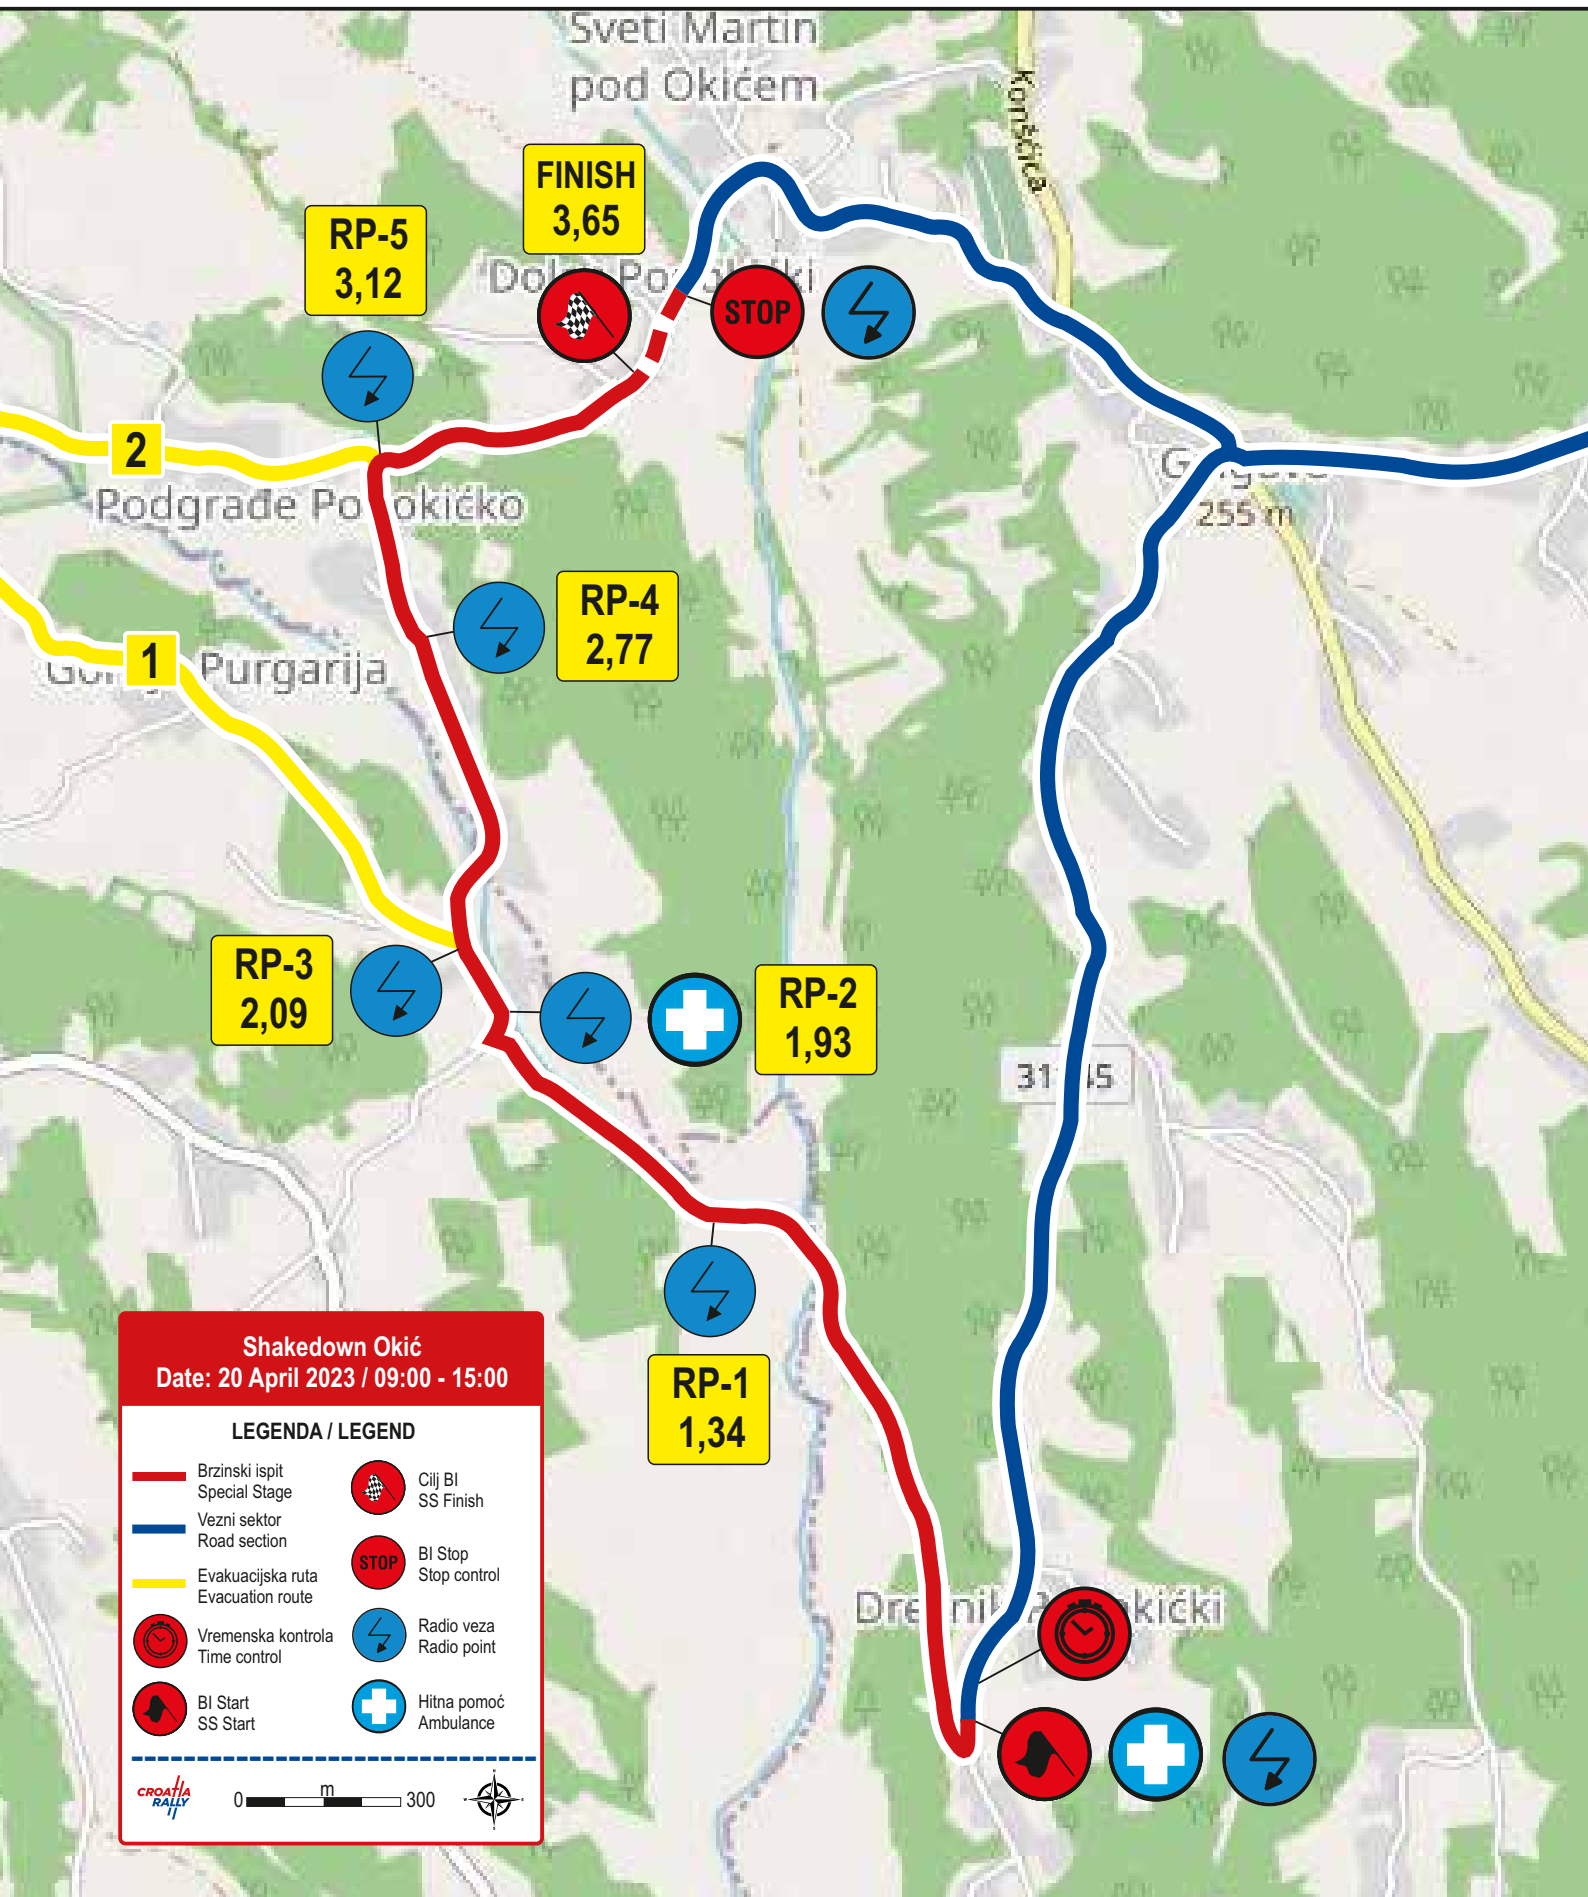 Sveti Martin
pod Okićem
Konšćica
FINISH
3,65
RP-5
3,12
STOP
2
Podgrađe
okićko
255 m
RP-4
2,77
1
Purgarija
RP-3
2,09
RP-2
1,93
RP-1
1,34
Shakedown Okić
Date: 20 April 2023 / 09:00 - 15:00
LEGENDA / LEGEND
Brzinski ispit
Special Stage
Vezni sektor
Road section
Evakuacijska ruta
Evacuation route
Vremenska kontrola
Time control
BI Start
SS Start
Cilj BI
SS Finish
STOP
BI Stop
Stop control
Radio veza
Radio point
Hitna pomoć
Ambulance
CROATIA
RALLY
0 m 300